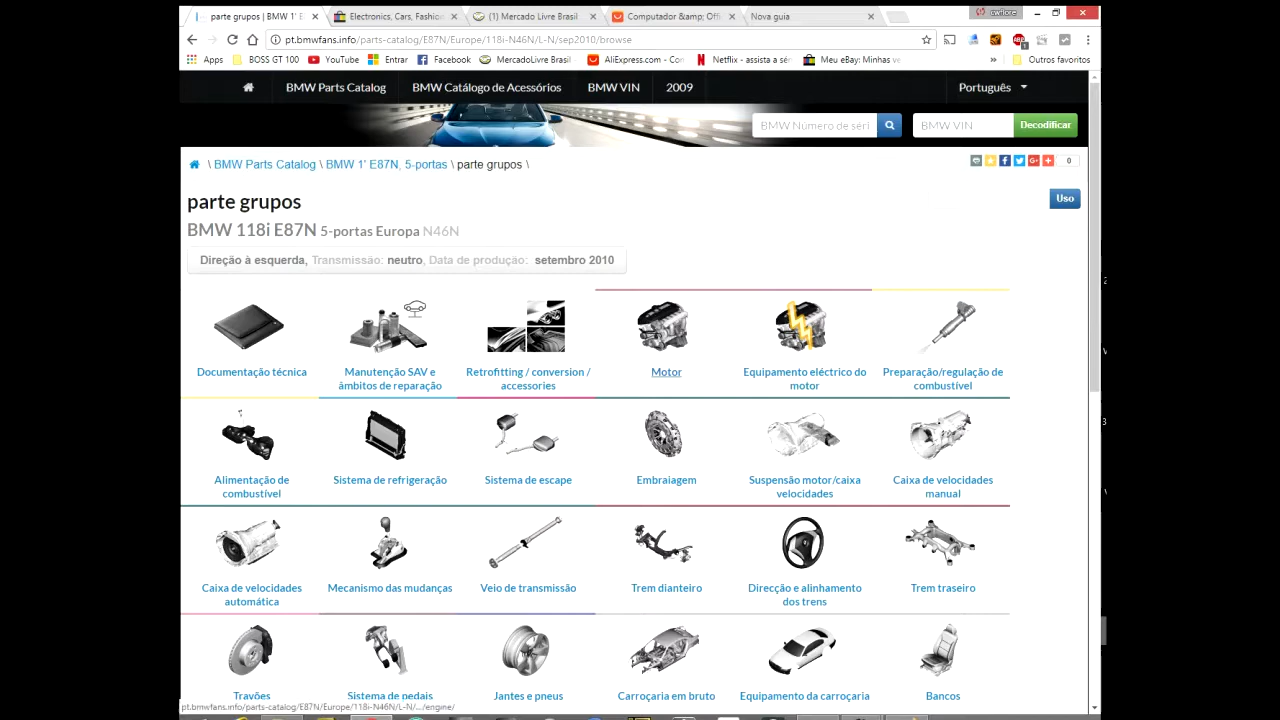 parte grupos | BMW 1' E
Electronics, Cars, Fashion
(1) Mercado Livre Brasil
Computador &amp; Offi
Nova guia
pt.bmwfans.info/parts-catalog/E87N/Europe/118i-N46N/L-N/sep2010/browse
Apps
BOSS GT 100
YouTube
Entrar
Facebook
MercadoLivre Brasil
AliExpress.com - Con
Netflix - assista a sér
Meu eBay: Minhas ve
»
Outros favoritos
BMW Parts Catalog
BMW Catálogo de Acessórios
BMW VIN
2009
Português
BMW Número de séri
BMW VIN
Decodificar
\ BMW Parts Catalog \ BMW 1' E87N, 5-portas \ parte grupos \
0
parte grupos
Uso
BMW 118i E87N 5-portas Europa N46N
Direção à esquerda, Transmissão: neutro, Data de produção: setembro 2010
Documentação técnica
Manutenção SAV e
âmbitos de reparação
Retrofitting / conversion /
accessories
Motor
Equipamento eléctrico do
motor
Preparação/regulação de
combustível
Alimentação de
combustível
Sistema de refrigeração
Sistema de escape
Embraiagem
Suspensão motor/caixa
velocidades
Caixa de velocidades
manual
Caixa de velocidades
automática
Mecanismo das mudanças
Veio de transmissão
Trem dianteiro
Direcção e alinhamento
dos trens
Trem traseiro
Travões
Sistema de pedais
Jantes e pneus
Carroçaria em bruto
Equipamento da carroçaria
Bancos
pt.bmwfans.info/parts-catalog/E87N/Europe/118i-N46N/L-N/.../engine/